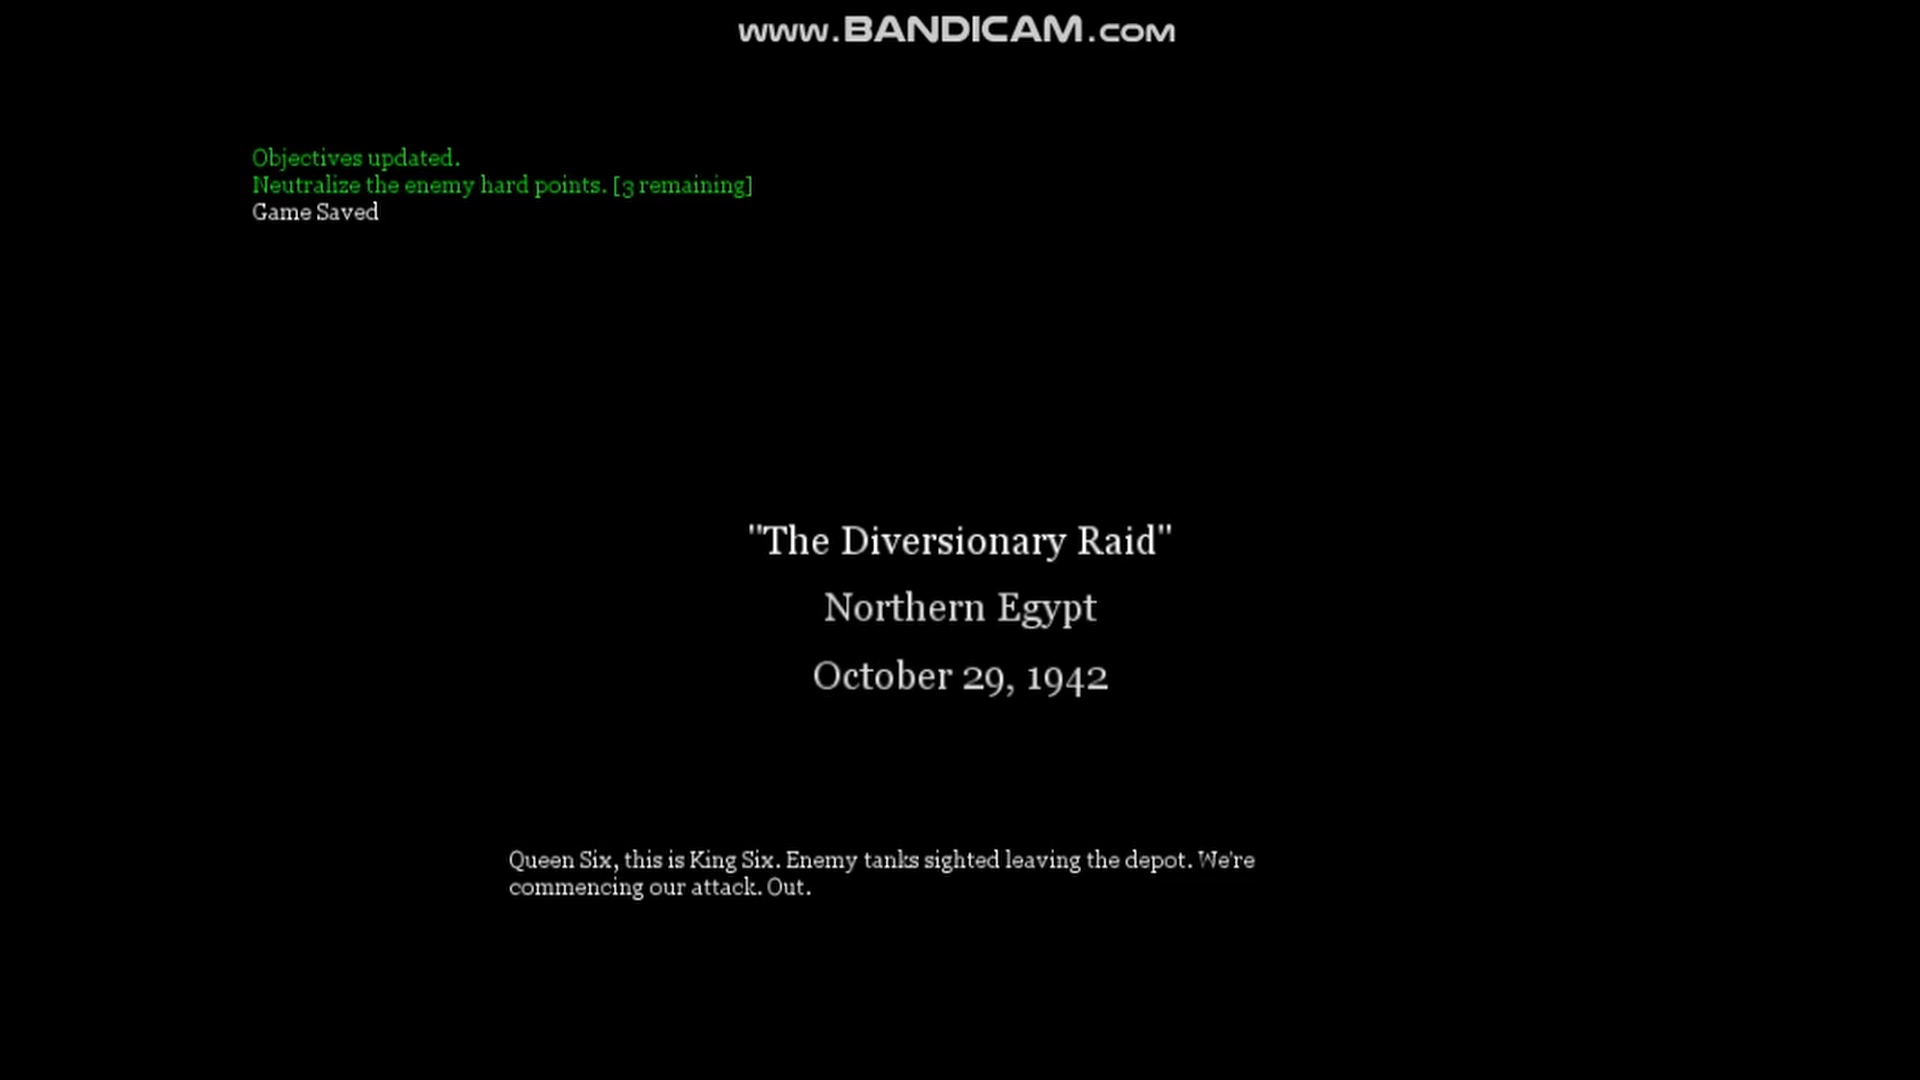 www.BANDICAM.COM
Objectives updated.
Neutralize the enemy hard points. [3 remaining]
Game Saved
"The Diversionary Raid"
Northern Egypt
October 29, 1942
Queen Six, this is King Six. Enemy tanks sighted leaving the depot. We're
commencing our attack. Out.